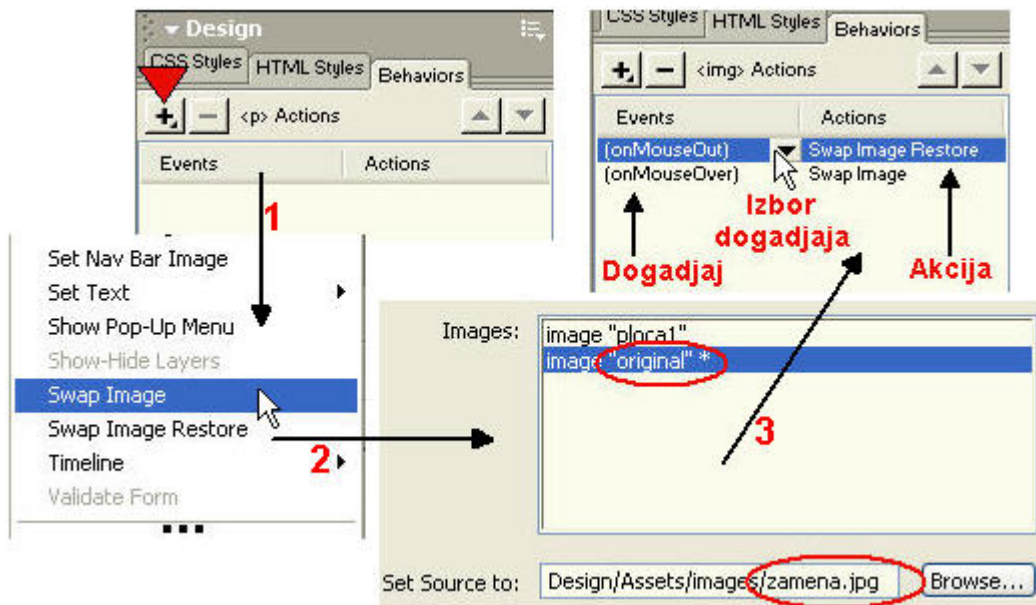 Design
CSS Styles HTML Styles Behaviors
+ - <p> Actions
Events Actions
1
Set Nav Bar Image
Set Text
Show Pop-Up Menu
Show-Hide Layers
Swap Image
Swap Image Restore
Timeline
Validate Form
2
CSS Styles HTML Styles Behaviors
+ - <img> Actions
Events Actions
(onMouseOut) Swap Image Restore
(onMouseOver) Swap Image
Izbor
dogadjaja
Dogadjaj
Akcija
Images:
image "ploca1"
image "original" *
3
Set Source to: Design/Assets/images/zamena.jpg Browse...